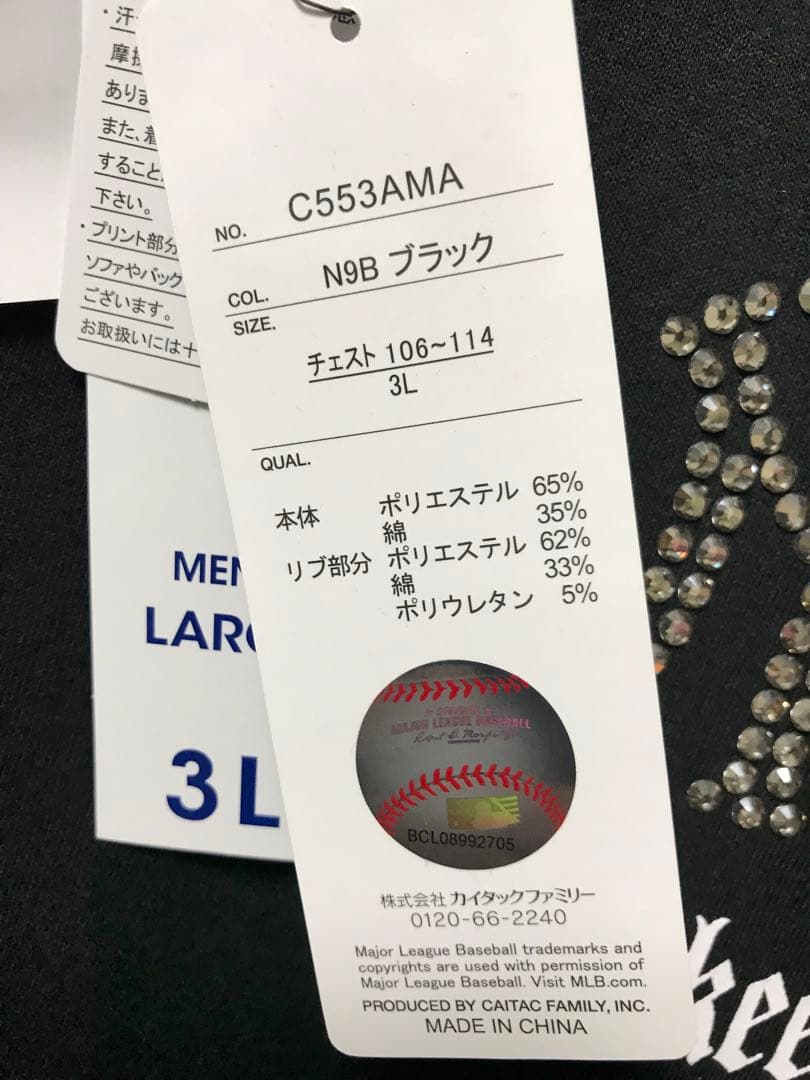 ・汗
摩擦
ありま
また、着
すること
下さい。
・プリント部分
ソファやバック
ございます。
お取扱いには十
NO. C553AMA
COL. N9B ブラック
SIZE.
チェスト 106~114
3L
QUAL.
本体 ポリエステル 65%
綿 35%
リブ部分 ポリエステル 62%
綿 33%
ポリウレタン 5%
MEN
LARG
3L
MAJOR LEAGUE BASEBALL
BCL08992705
株式会社 カイタックファミリー
0120-66-2240
Major League Baseball trademarks and
copyrights are used with permission of
Major League Baseball. Visit MLB.com.
PRODUCED BY CAITAC FAMILY, INC.
MADE IN CHINA
kee